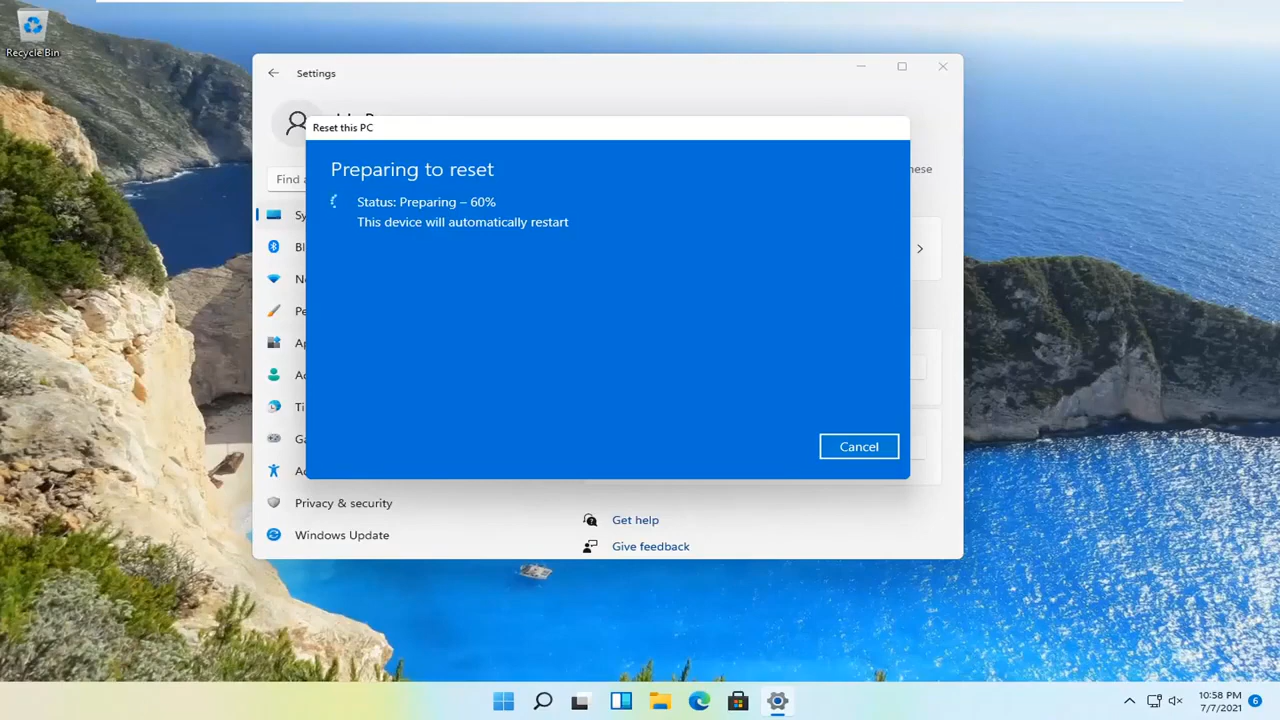 Recycle Bin
Settings
Reset this PC
Preparing to reset
Status: Preparing – 60%
This device will automatically restart
Cancel
Privacy & security
Windows Update
Get help
Give feedback
10:58 PM
7/7/2021
6